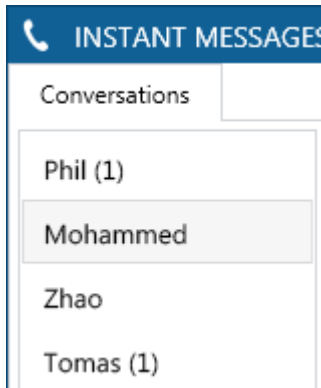 INSTANT MESSAGES
Conversations
Phil (1)
Mohammed
Zhao
Tomas (1)